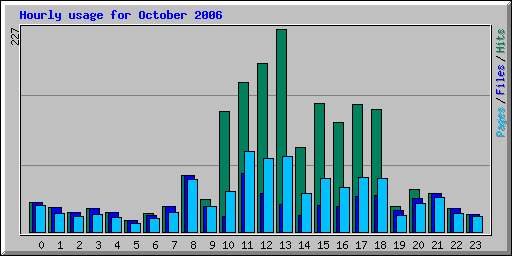 Hourly usage for October 2006
227
Pages / Files / Hits
0 1 2 3 4 5 6 7 8 9 10 11 12 13 14 15 16 17 18 19 20 21 22 23